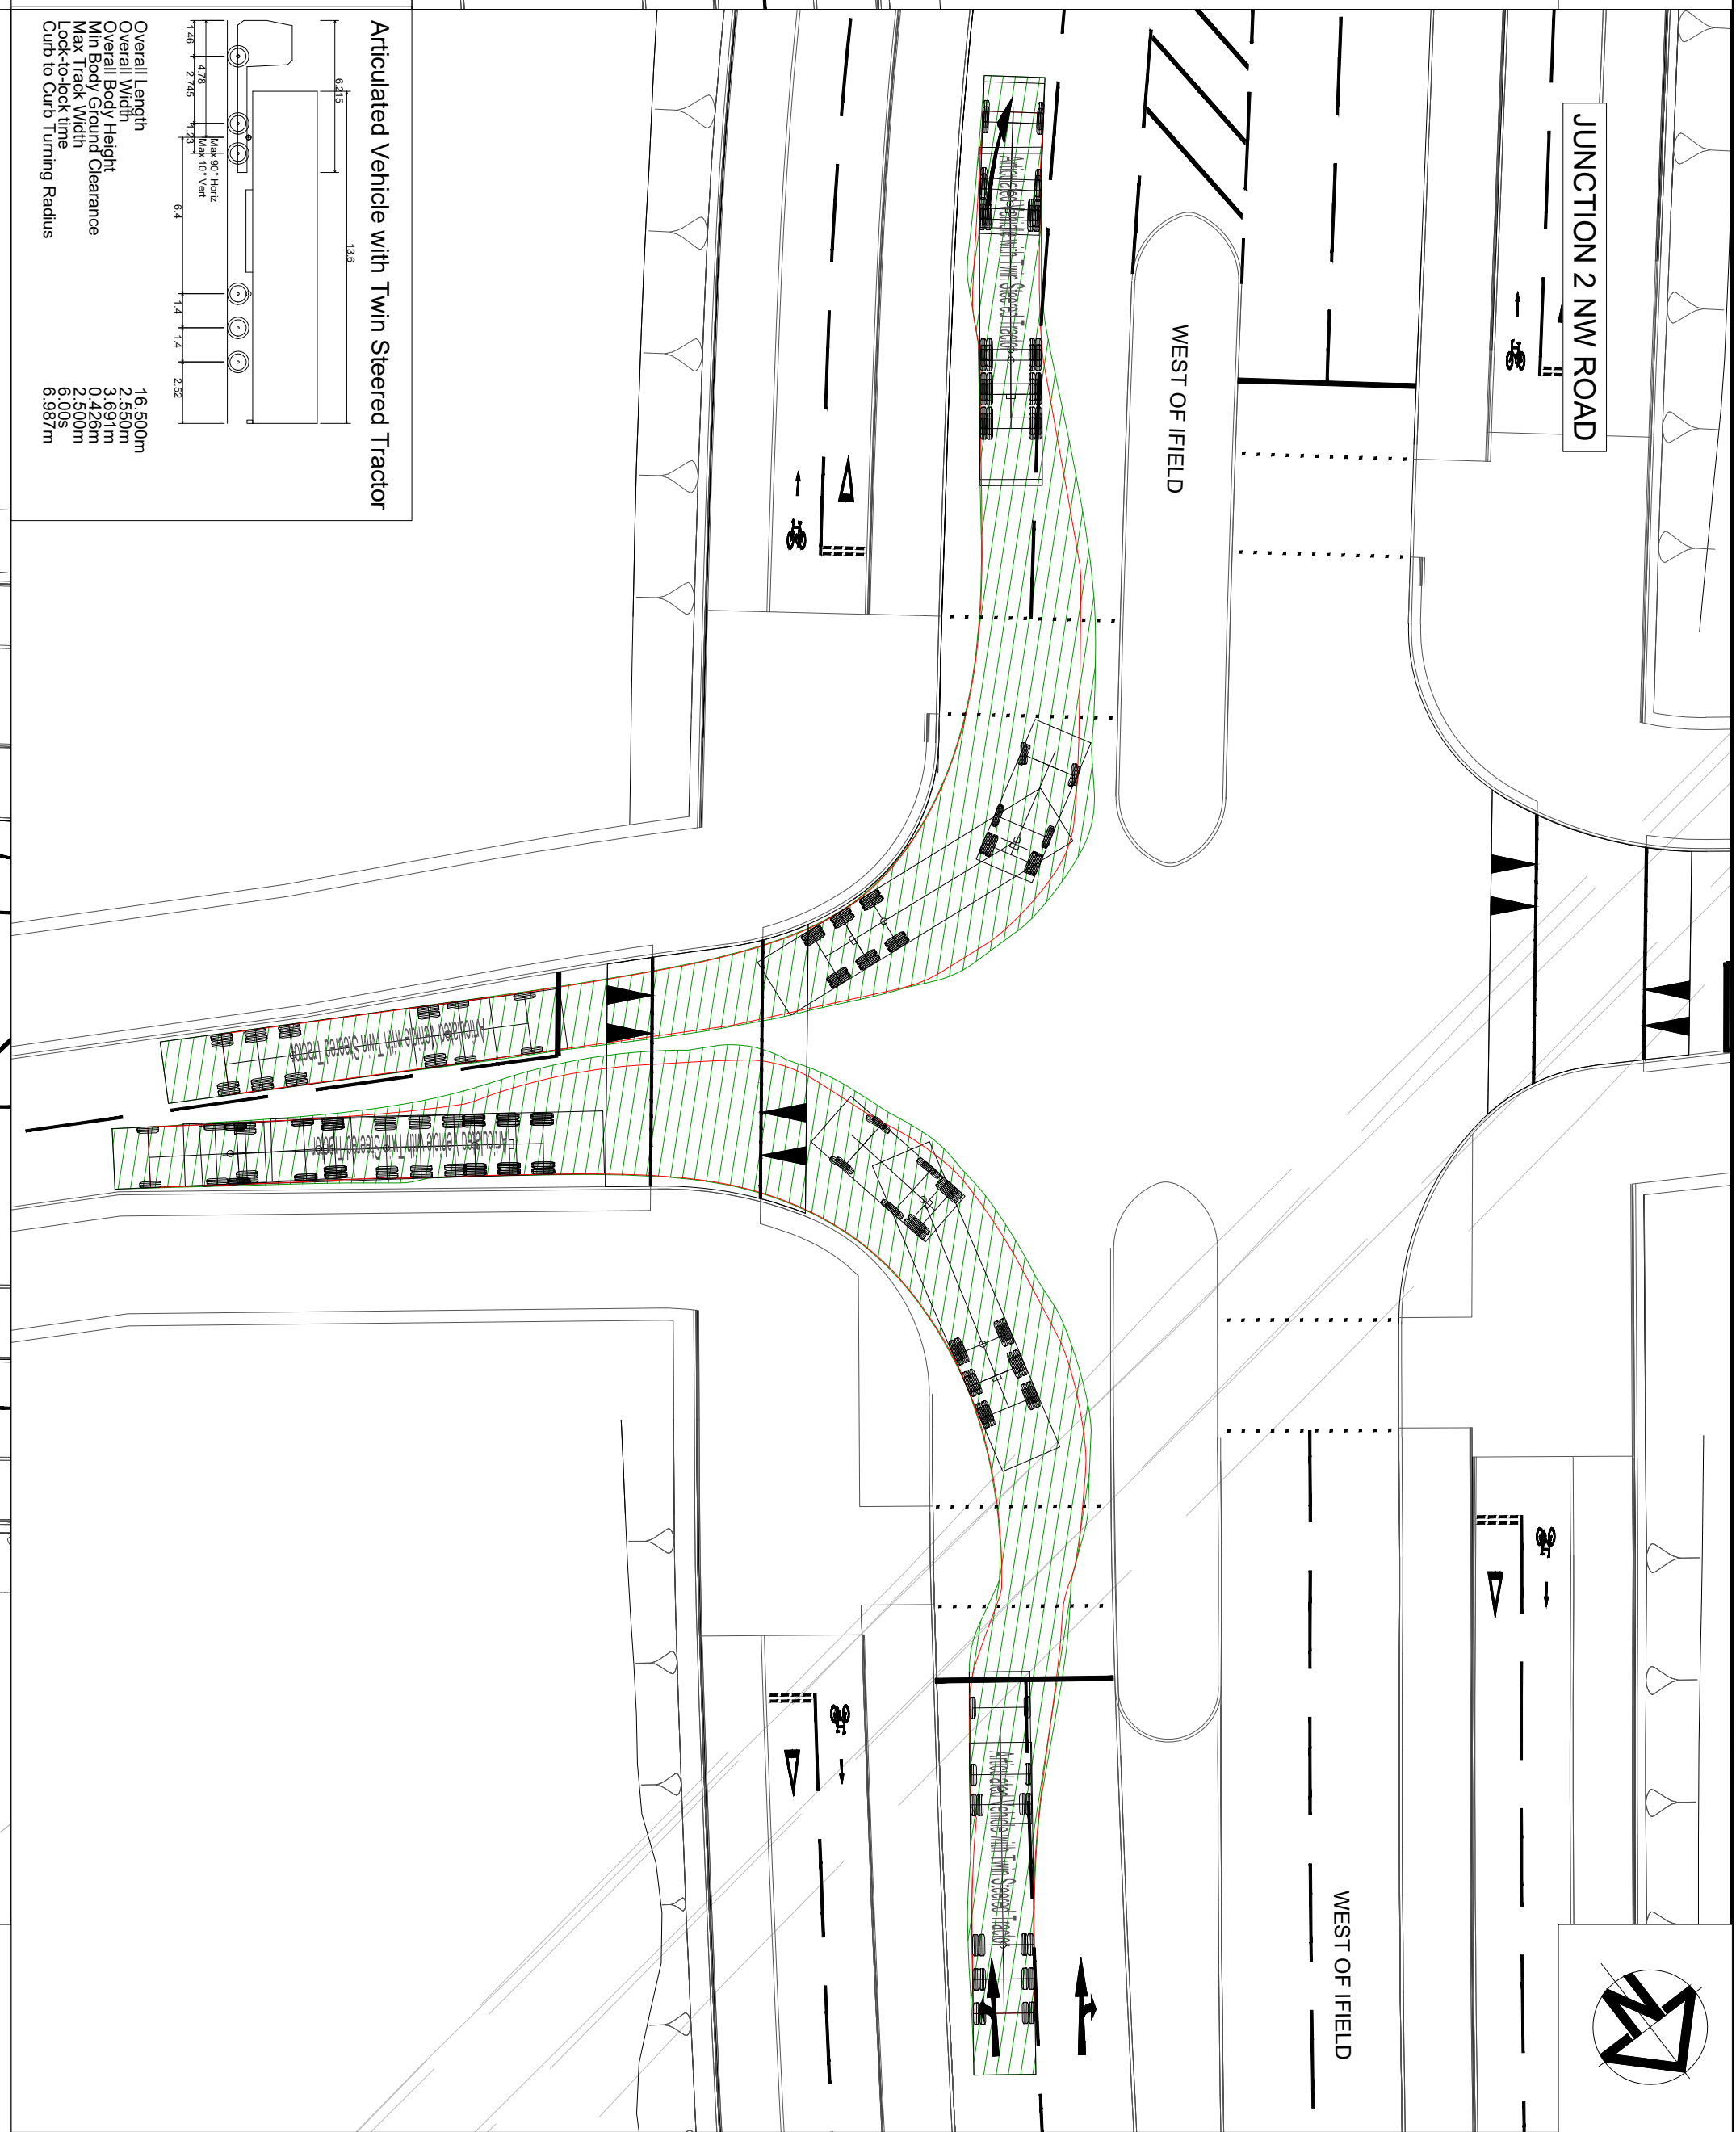 JUNCTION 2 NW ROAD
WEST OF IFIELD
WEST OF IFIELD
N
Articulated Vehicle with Twin Steered Tractor
Articulated Vehicle with Twin Steered Tractor
Articulated Vehicle with Twin Steered Tractor
Articulated Vehicle with Twin Steered Tractor
Articulated Vehicle with Twin Steered Tractor
6.215
13.6
4.78
1.46
2.745
1.23
Max 90° Horiz
Max 10° Vert
6.4
1.4
1.4
2.52
Overall Length 16.500m
Overall Width 2.550m
Overall Body Height 3.691m
Min Body Ground Clearance 0.426m
Max Track Width 2.500m
Lock-to-lock time 6.00s
Curb to Curb Turning Radius 6.987m